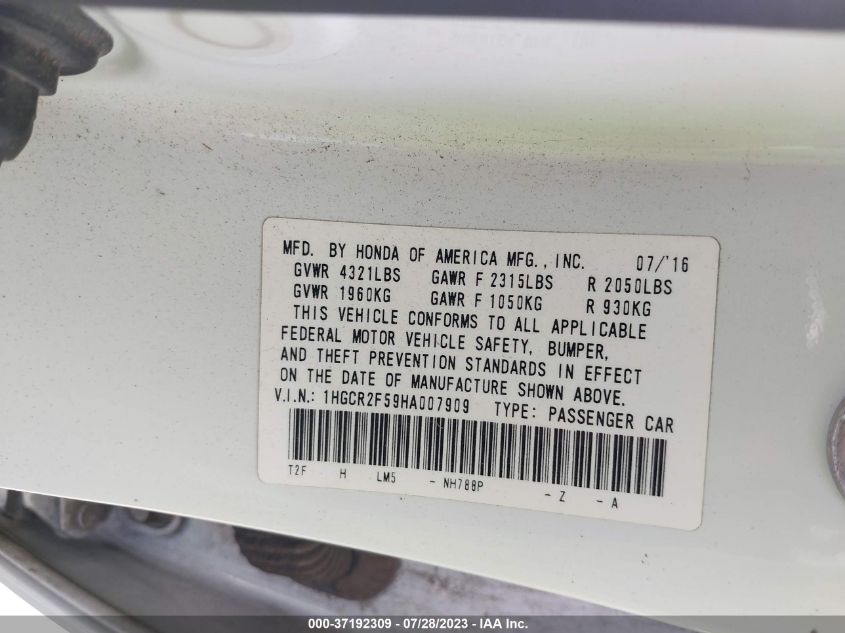 MFD. BY HONDA OF AMERICA MFG., INC. 07/'16
GVWR 4321LBS GAWR F 2315LBS R 2050LBS
GVWR 1960KG GAWR F 1050KG R 930KG
THIS VEHICLE CONFORMS TO ALL APPLICABLE
FEDERAL MOTOR VEHICLE SAFETY, BUMPER,
AND THEFT PREVENTION STANDARDS IN EFFECT
ON THE DATE OF MANUFACTURE SHOWN ABOVE.
V.I.N.: 1HGCR2F59HA007909 TYPE: PASSENGER CAR
T2F H LM5 - NH788P - Z - A
000-37192309 / 07/28/2023 - IAA Inc.